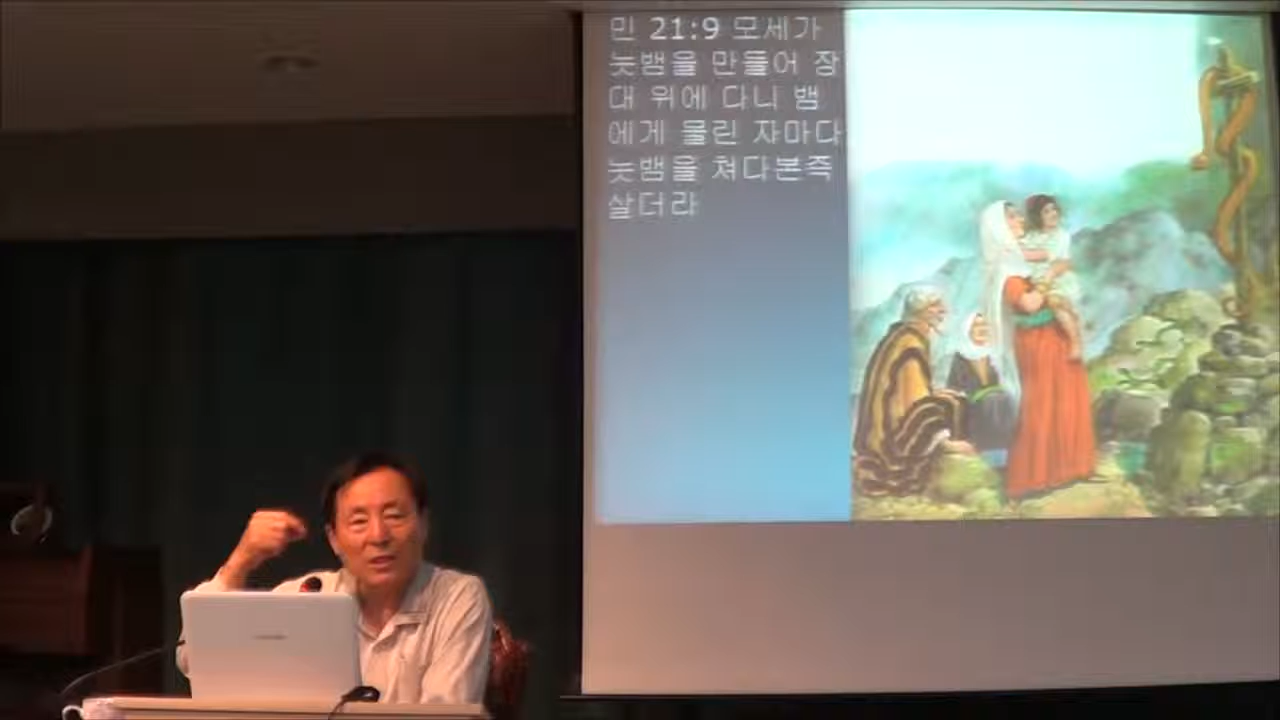 민 21:9 모세가
놋뱀을 만들어 장
대 위에 다니 뱀
에게 물린 자마다
놋뱀을 쳐다본즉
살더라